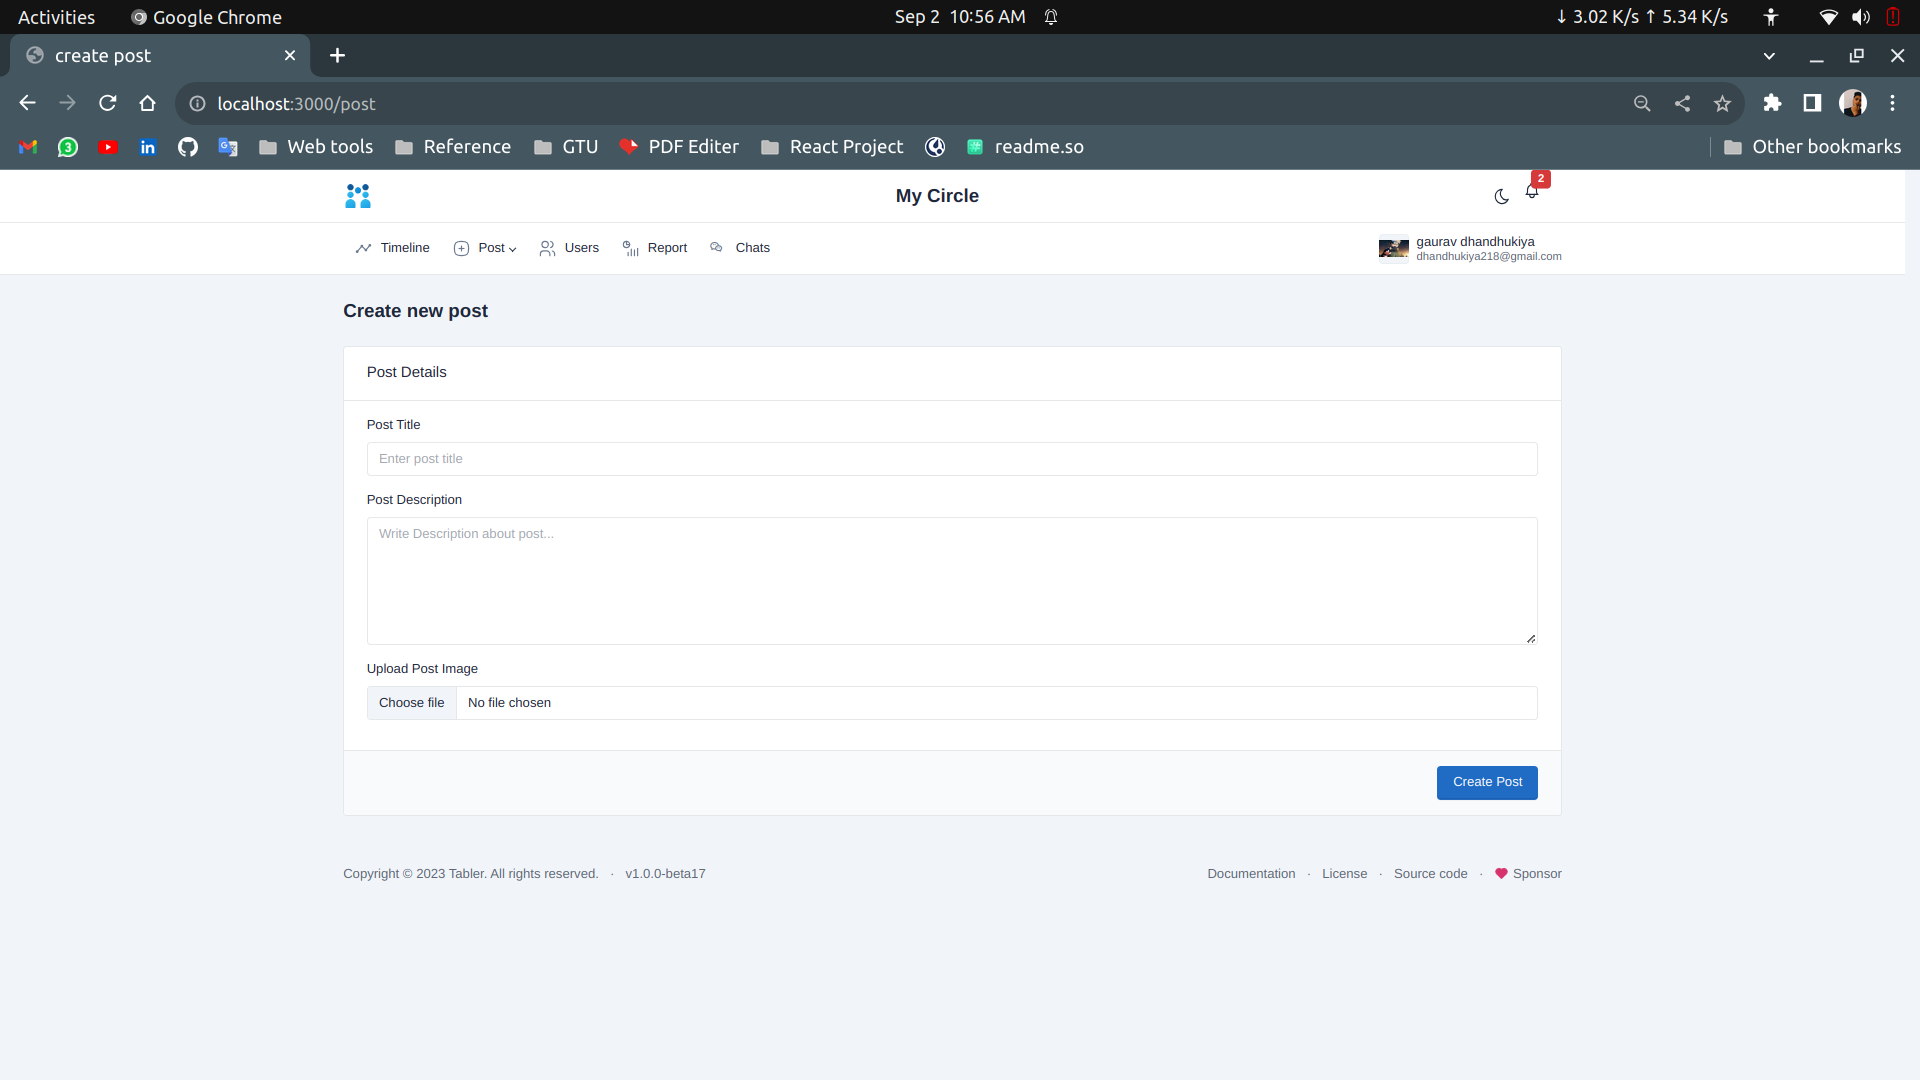 Activities Google Chrome Sep 2 10:56 AM ↓ 3.02 K/s ↑ 5.34 K/s
create post
localhost:3000/post
3 Web tools Reference GTU PDF Editer React Project readme.so Other bookmarks
My Circle 2
Timeline Post Users Report Chats gaurav dhandhukiya
dhandhukiya218@gmail.com
Create new post
Post Details
Post Title
Enter post title
Post Description
Write Description about post...
Upload Post Image
Choose file No file chosen
Create Post
Copyright © 2023 Tabler. All rights reserved. · v1.0.0-beta17 Documentation · License · Source code · Sponsor